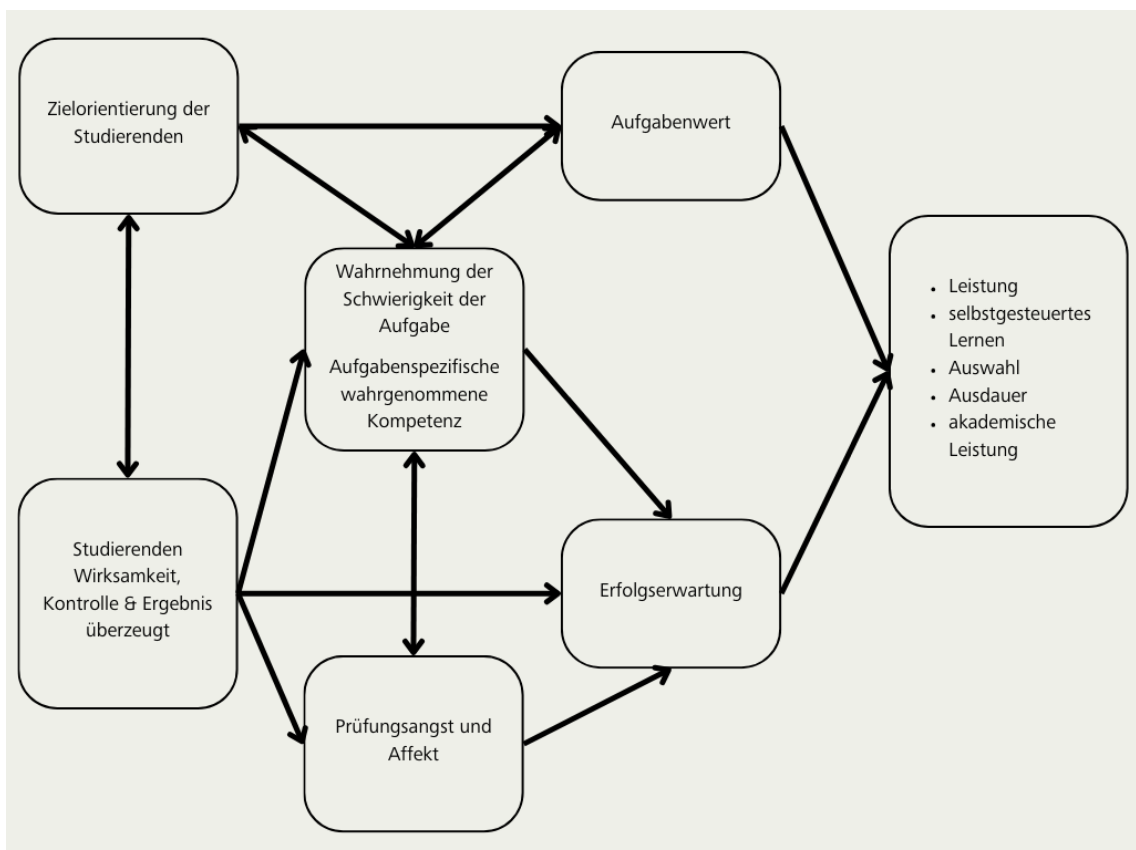 Zielorientierung der
Studierenden
Aufgabenwert
Wahrnehmung der
Schwierigkeit der
Aufgabe
Aufgabenspezifische
wahrgenommene
Kompetenz
• Leistung
• selbstgesteuertes
Lernen
• Auswahl
• Ausdauer
• akademische
Leistung
Studierenden
Wirksamkeit,
Kontrolle & Ergebnis
überzeugt
Erfolgserwartung
Prüfungsangst und
Affekt